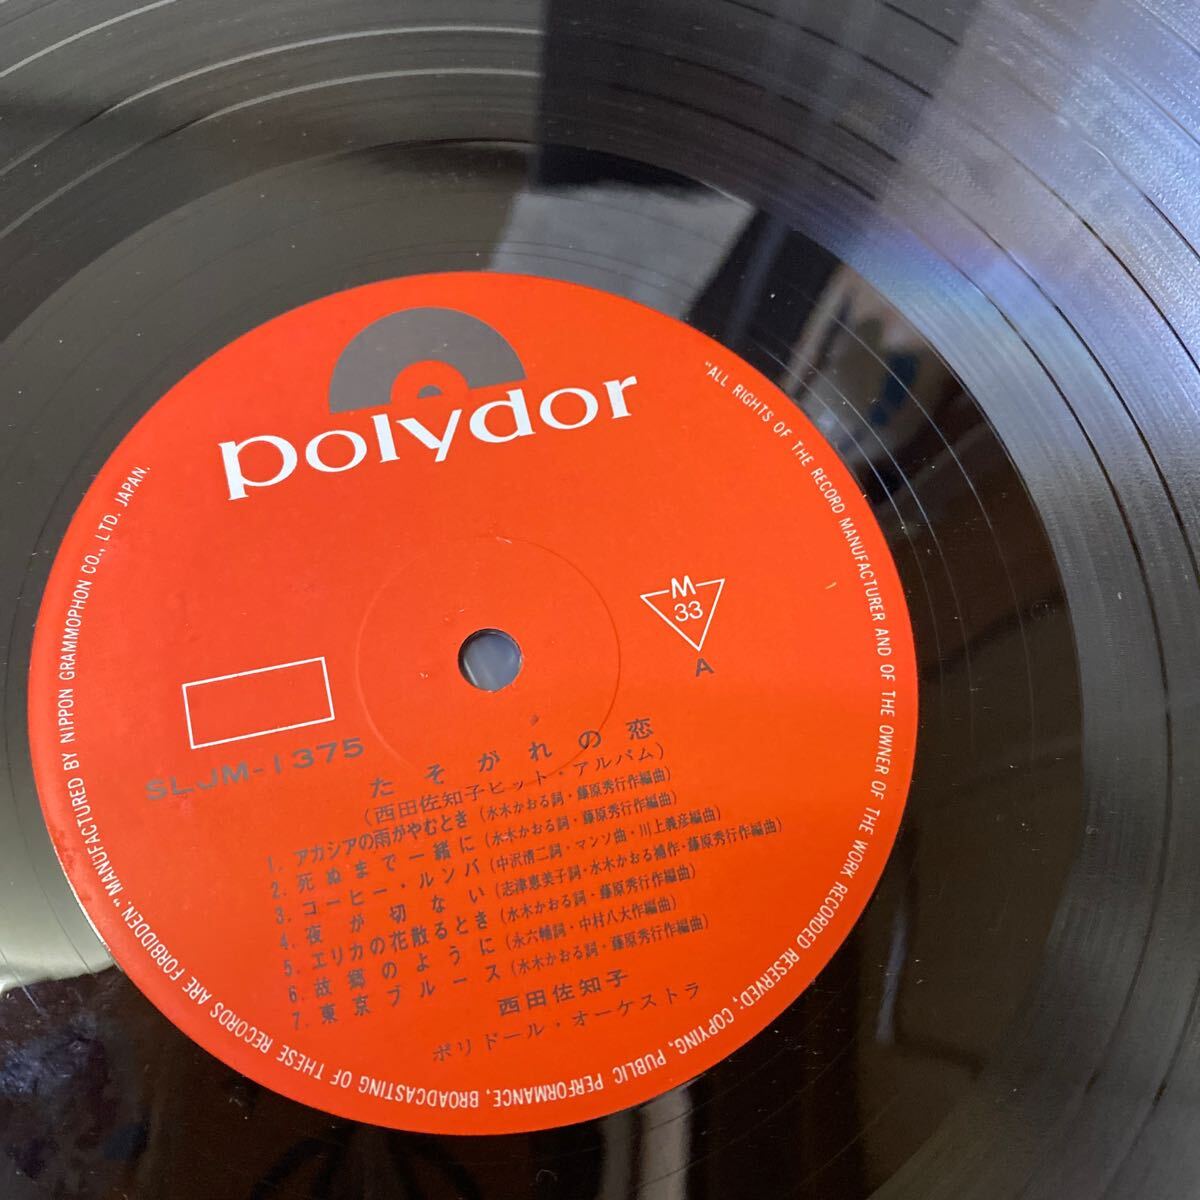 polydor
"ALL RIGHTS OF THE RECORD MANUFACTURER AND OF THE OWNER OF THE WORK RECORDED RESERVED; COPYING, PUBLIC PERFORMANCE, BROADCASTING OF THESE RECORDS ARE FORBIDDEN." MANUFACTURED BY NIPPON GRAMMOPHON CO., LTD. JAPAN.
M
33
A
SLJM-1375
たそがれの恋
(西田佐知子ヒット・アルバム)
1. アカシアの雨がやむとき (水木かおる詞・藤原秀行作編曲)
2. 死ぬまで一緒に (水木かおる詞・藤原秀行作編曲)
3. コーヒー・ルンバ (中沢清二詞・マンソ曲・川上義彦編曲)
4. 夜が切ない (志津恵美子詞・水木かおる補作・藤原秀行作編曲)
5. エリカの花散るとき (水木かおる詞・藤原秀行作編曲)
6. 故郷のように (永六輔詞・中村八大作編曲)
7. 東京ブルース (水木かおる詞・藤原秀行作編曲)
西田佐知子
ポリドール・オーケストラ